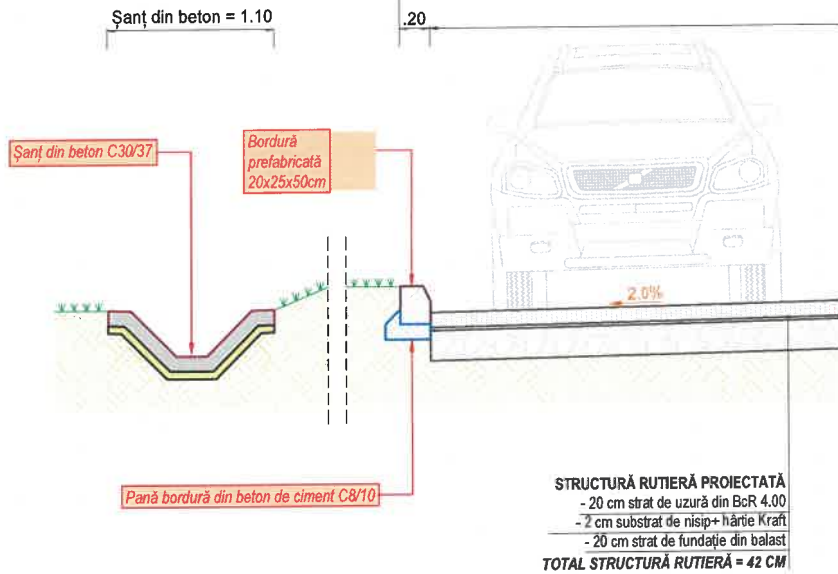 Șanț din beton = 1.10
.20
Șanț din beton C30/37
Bordură
prefabricată
20x25x50cm
2.0%
Pană bordură din beton de ciment C8/10
STRUCTURĂ RUTIERĂ PROIECTATĂ
- 20 cm strat de uzură din BcR 4.00
- 2 cm substrat de nisip+ hârtie Kraft
- 20 cm strat de fundație din balast
TOTAL STRUCTURĂ RUTIERĂ = 42 CM